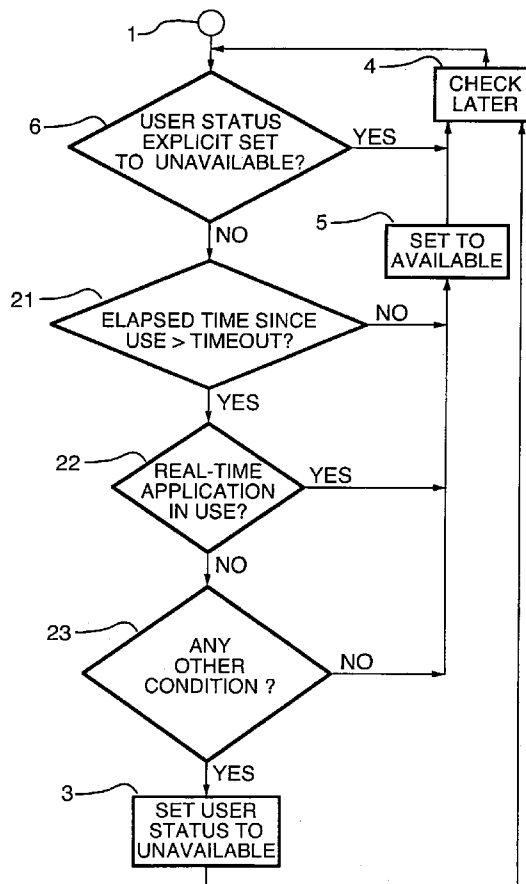 1
4
CHECK
LATER
6
USER STATUS
EXPLICIT SET
TO UNAVAILABLE?
YES
NO
5
SET TO
AVAILABLE
21
ELAPSED TIME SINCE
USE > TIMEOUT?
NO
YES
22
REAL-TIME
APPLICATION
IN USE?
YES
NO
23
ANY
OTHER
CONDITION ?
NO
YES
3
SET USER
STATUS TO
UNAVAILABLE